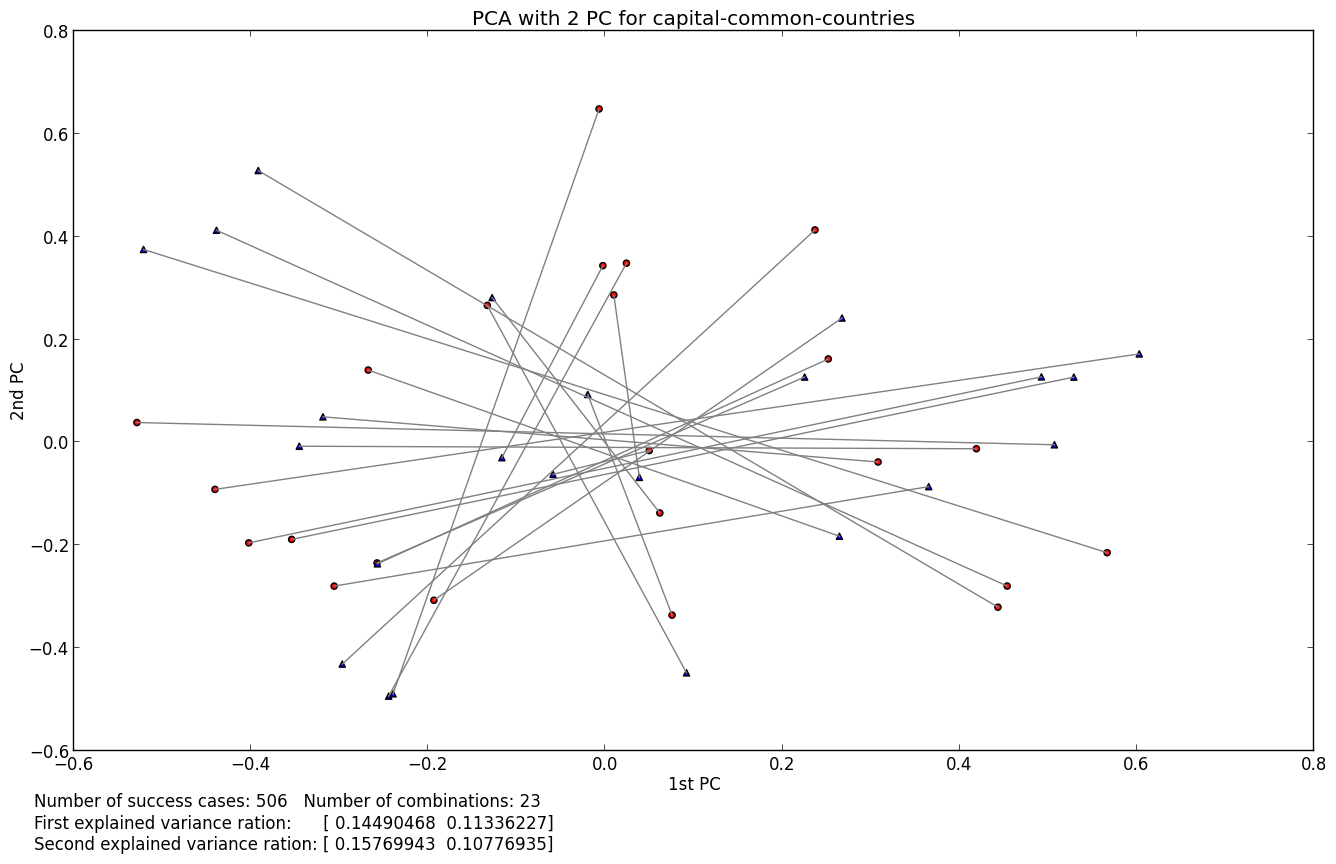 PCA with 2 PC for capital-common-countries
0.8
0.6
0.4
0.2
0.0
−0.2
−0.4
−0.6
2nd PC
−0.6 −0.4 −0.2 0.0 0.2 0.4 0.6 0.8
1st PC
Number of success cases: 506 Number of combinations: 23
First explained variance ration: [ 0.14490468 0.11336227]
Second explained variance ration: [ 0.15769943 0.10776935]